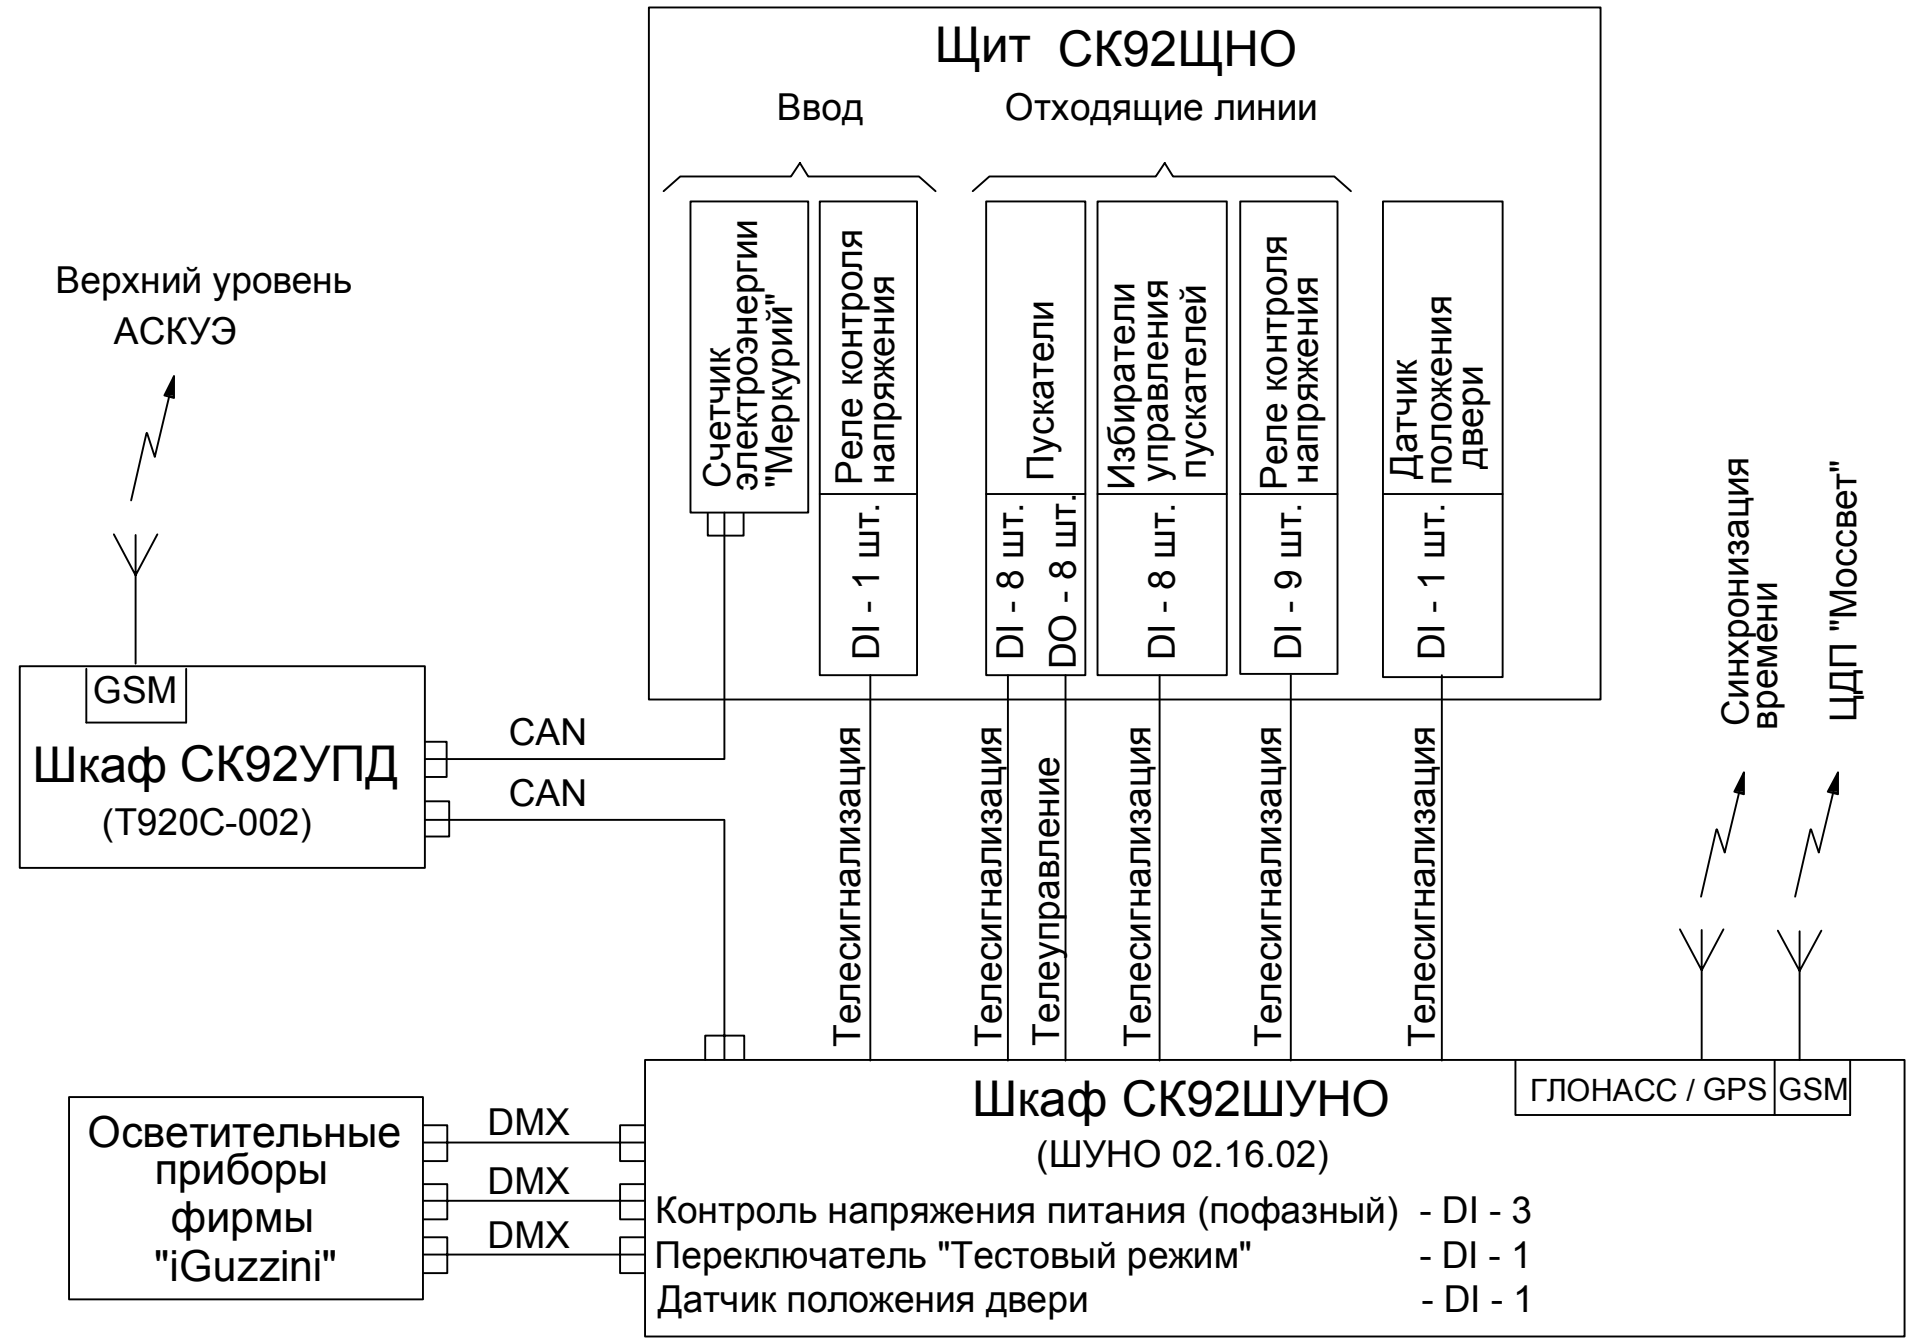 Щит СК92ЩНО
Ввод
Отходящие линии
Счетчик
электроэнергии
"Меркурий"
Реле контроля
напряжения
DI - 1 шт.
Пускатели
DI - 8 шт.
DO - 8 шт.
Избиратели
управления
пускателей
DI - 8 шт.
Реле контроля
напряжения
DI - 9 шт.
Датчик
положения
двери
DI - 1 шт.
Верхний уровень
АСКУЭ
GSM
Шкаф СК92УПД
(Т920С-002)
CAN
CAN
Телесигнализация
Телесигнализация
Телеуправление
Телесигнализация
Телесигнализация
Телесигнализация
Синхронизация
времени
ЦДП "Моссвет"
Осветительные
приборы
фирмы
"iGuzzini"
DMX
DMX
DMX
Шкаф СК92ШУНО
(ШУНО 02.16.02)
ГЛОНАСС / GPS
GSM
Контроль напряжения питания (пофазный) - DI - 3
Переключатель "Тестовый режим" - DI - 1
Датчик положения двери - DI - 1